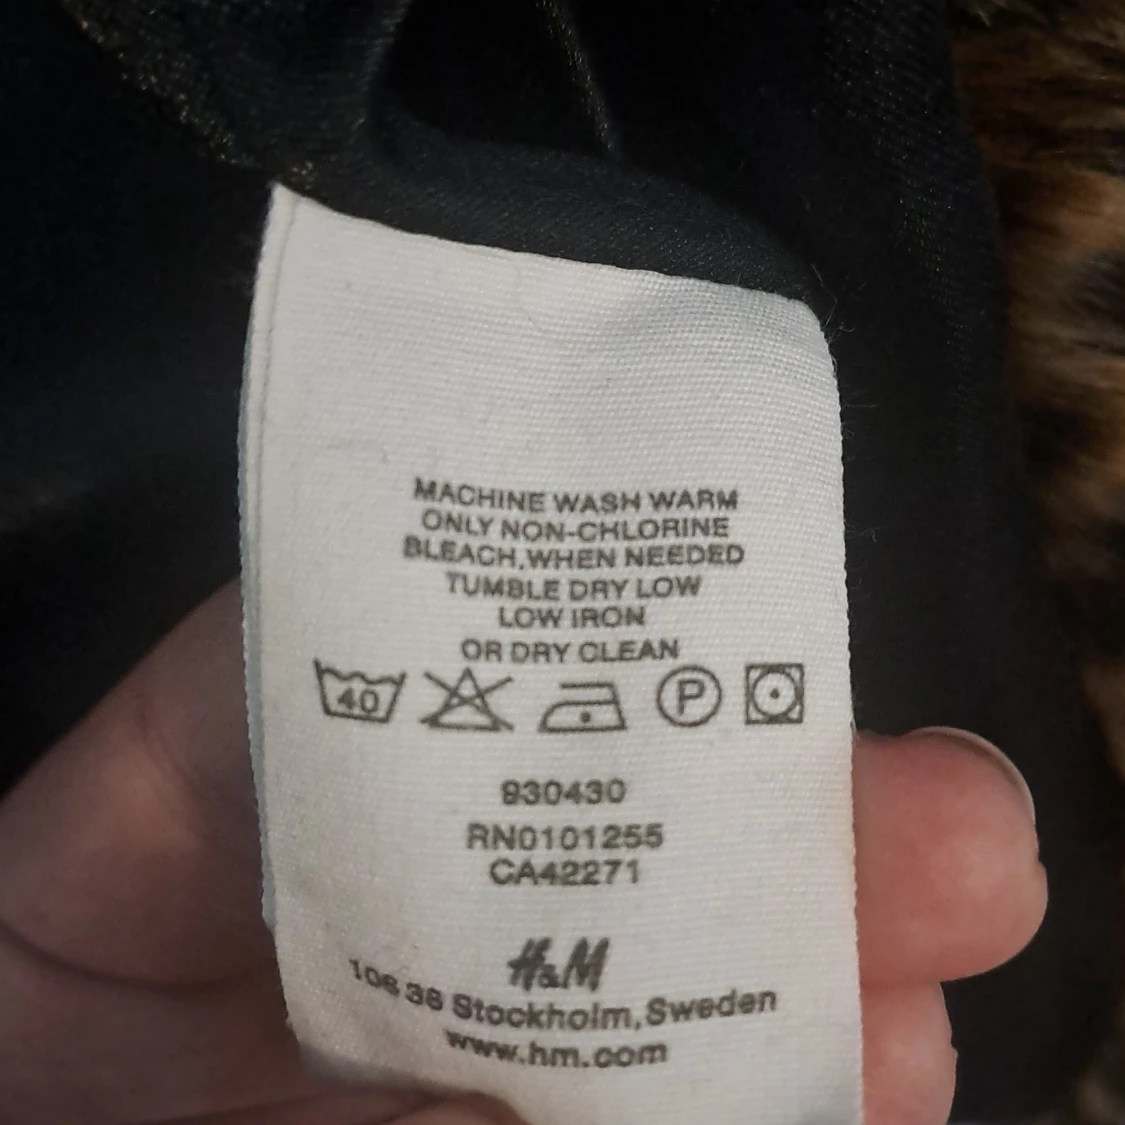 MACHINE WASH WARM
ONLY NON-CHLORINE
BLEACH,WHEN NEEDED
TUMBLE DRY LOW
LOW IRON
OR DRY CLEAN
40 P
930430
RN0101255
CA42271
H&M
106 38 Stockholm, Sweden
www.hm.com